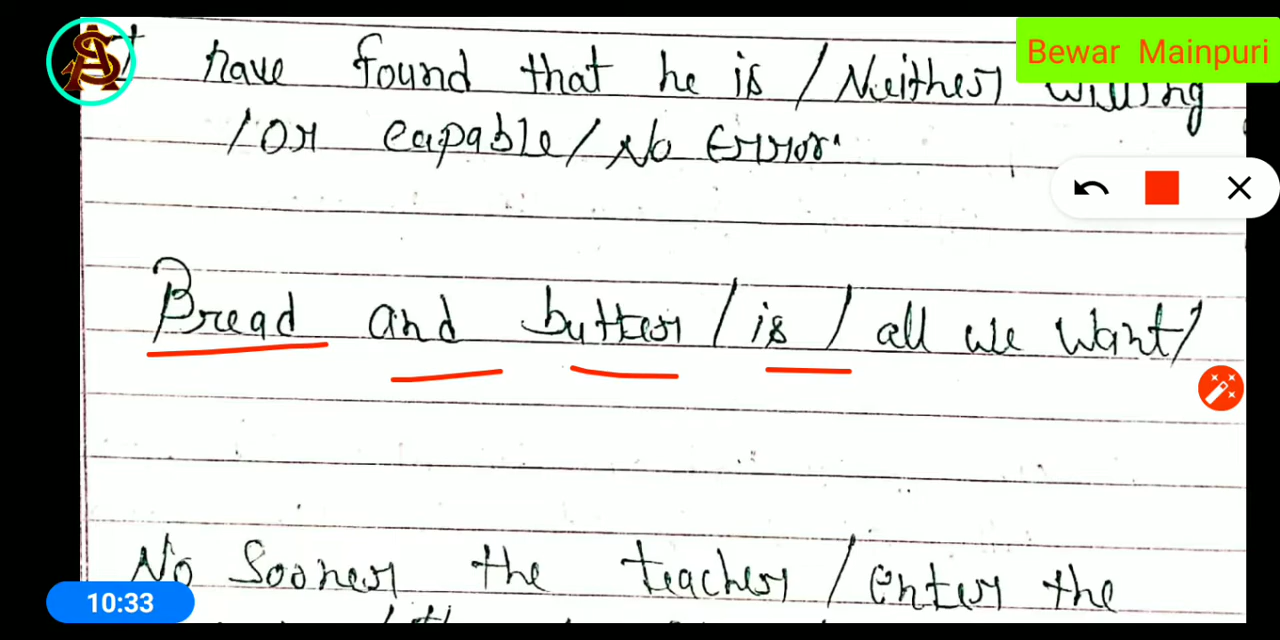 Bewar Mainpuri
I have found that he is / Neither willing
/ or capable / No Error.
Bread and butter / is / all we want /
No Sooner the teacher / enter the
10:33